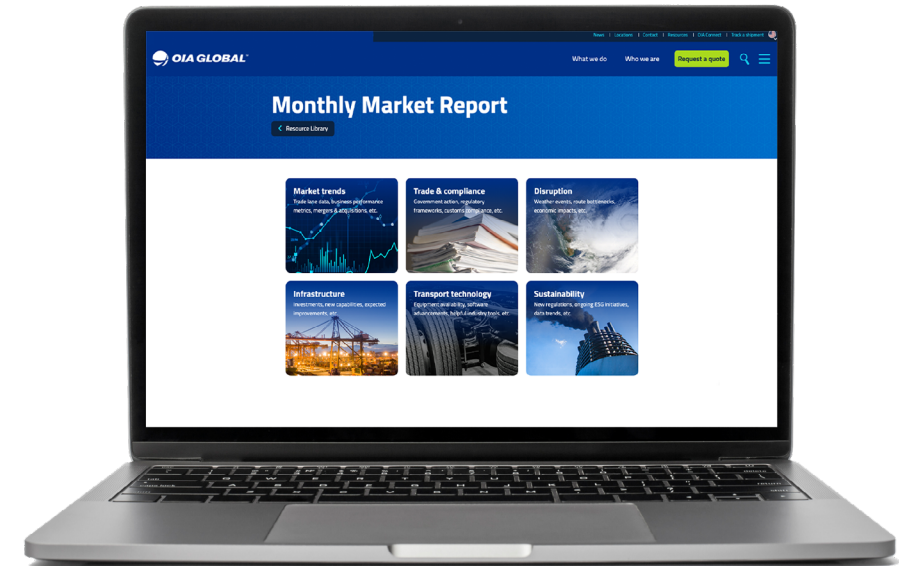 News | Locations | Contact | Resources | OIA Connect | Track a shipment
OIA GLOBAL
What we do
Who we are
Request a quote
Monthly Market Report
Resource Library
Market trends
Trade lane data, business performance
metrics, mergers & acquisitions, etc.
Trade & compliance
Government action, regulatory
frameworks, customs compliance, etc.
Disruption
Weather events, route bottlenecks,
economic impacts, etc.
Infrastructure
Investments, new capabilities, expected
improvements, etc.
Transport technology
Equipment availability, software
advancements, helpful industry tools, etc.
Sustainability
New regulations, ongoing ESG initiatives,
data trends, etc.